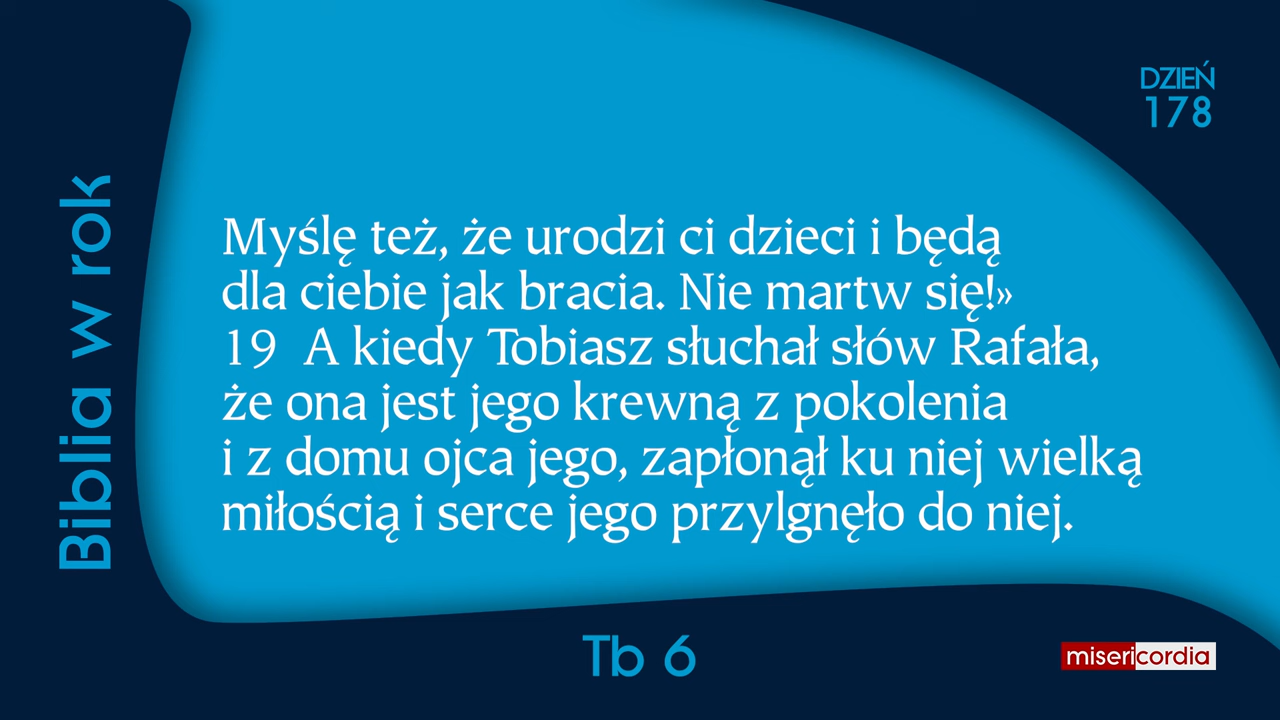 DZIEŃ
178
Biblia w rok
Myślę też, że urodzi ci dzieci i będą
dla ciebie jak bracia. Nie martw się!»
19 A kiedy Tobiasz słuchał słów Rafała,
że ona jest jego krewną z pokolenia
i z domu ojca jego, zapłonął ku niej wielką
miłością i serce jego przylgnęło do niej.
Tb 6
misericordia